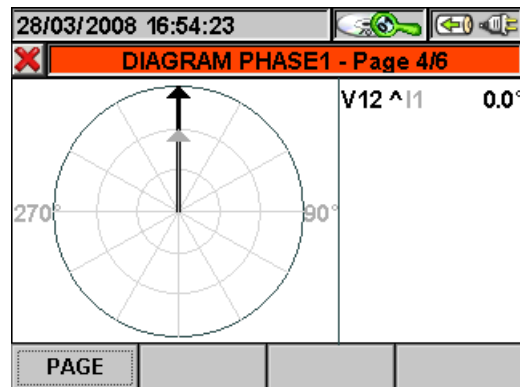 28/03/2008 16:54:23
DIAGRAM PHASE1 - Page 4/6
V12 ^ I1 0.0°
270°
90°
PAGE